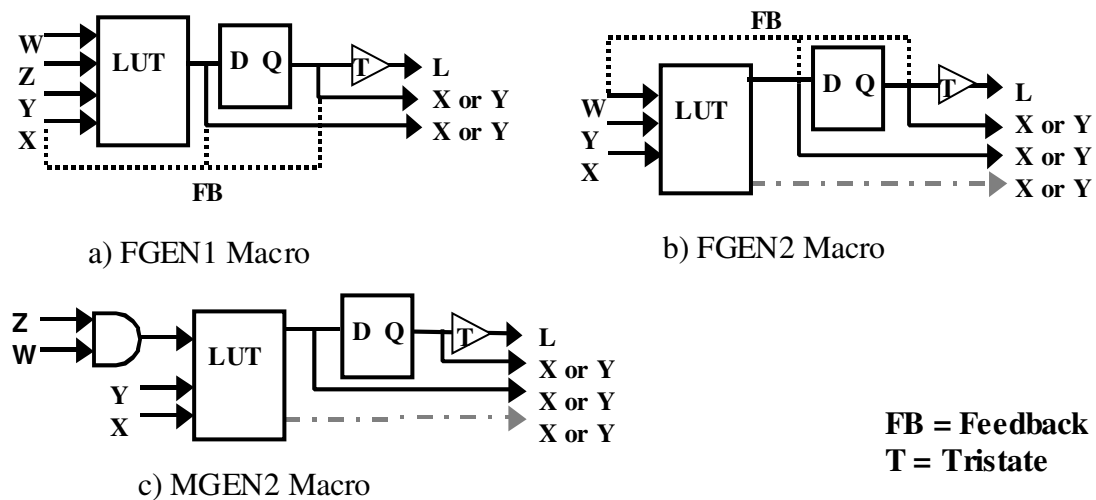 W
Z
Y
X
LUT
D Q
T
L
X or Y
X or Y
FB
a) FGEN1 Macro
FB
W
Y
X
LUT
D Q
T
L
X or Y
X or Y
X or Y
b) FGEN2 Macro
Z
W
Y
X
LUT
D Q
T
L
X or Y
X or Y
X or Y
c) MGEN2 Macro
FB = Feedback
T = Tristate